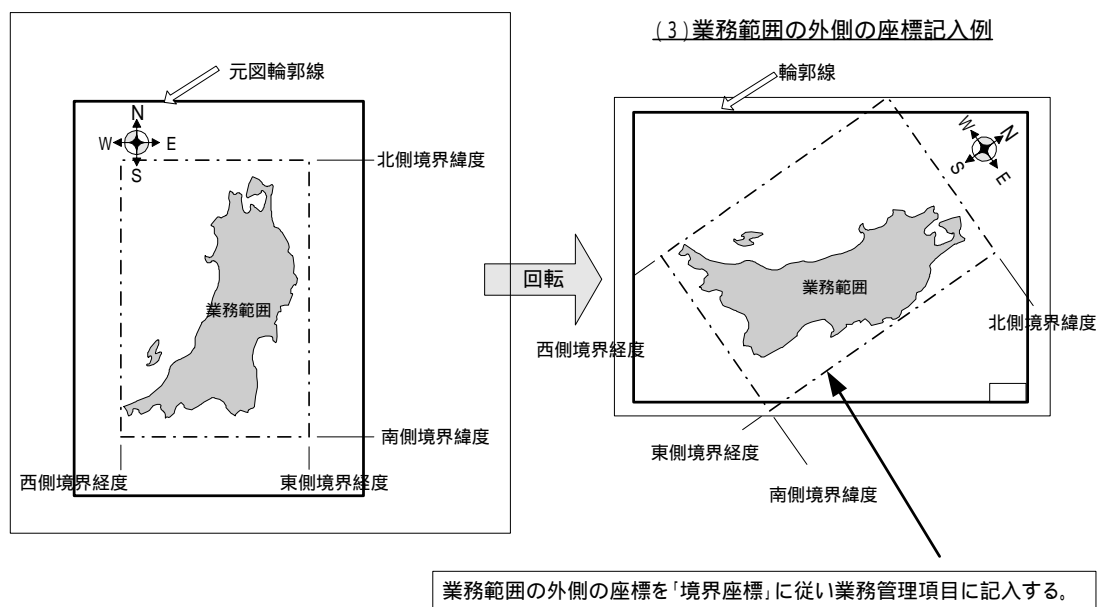 (3)業務範囲の外側の座標記入例
元図輪郭線
N
W
E
S
北側境界緯度
業務範囲
南側境界緯度
西側境界経度
東側境界経度
回転
輪郭線
W
N
S
E
業務範囲
北側境界緯度
西側境界経度
東側境界経度
南側境界緯度
業務範囲の外側の座標を「境界座標」に従い業務管理項目に記入する。